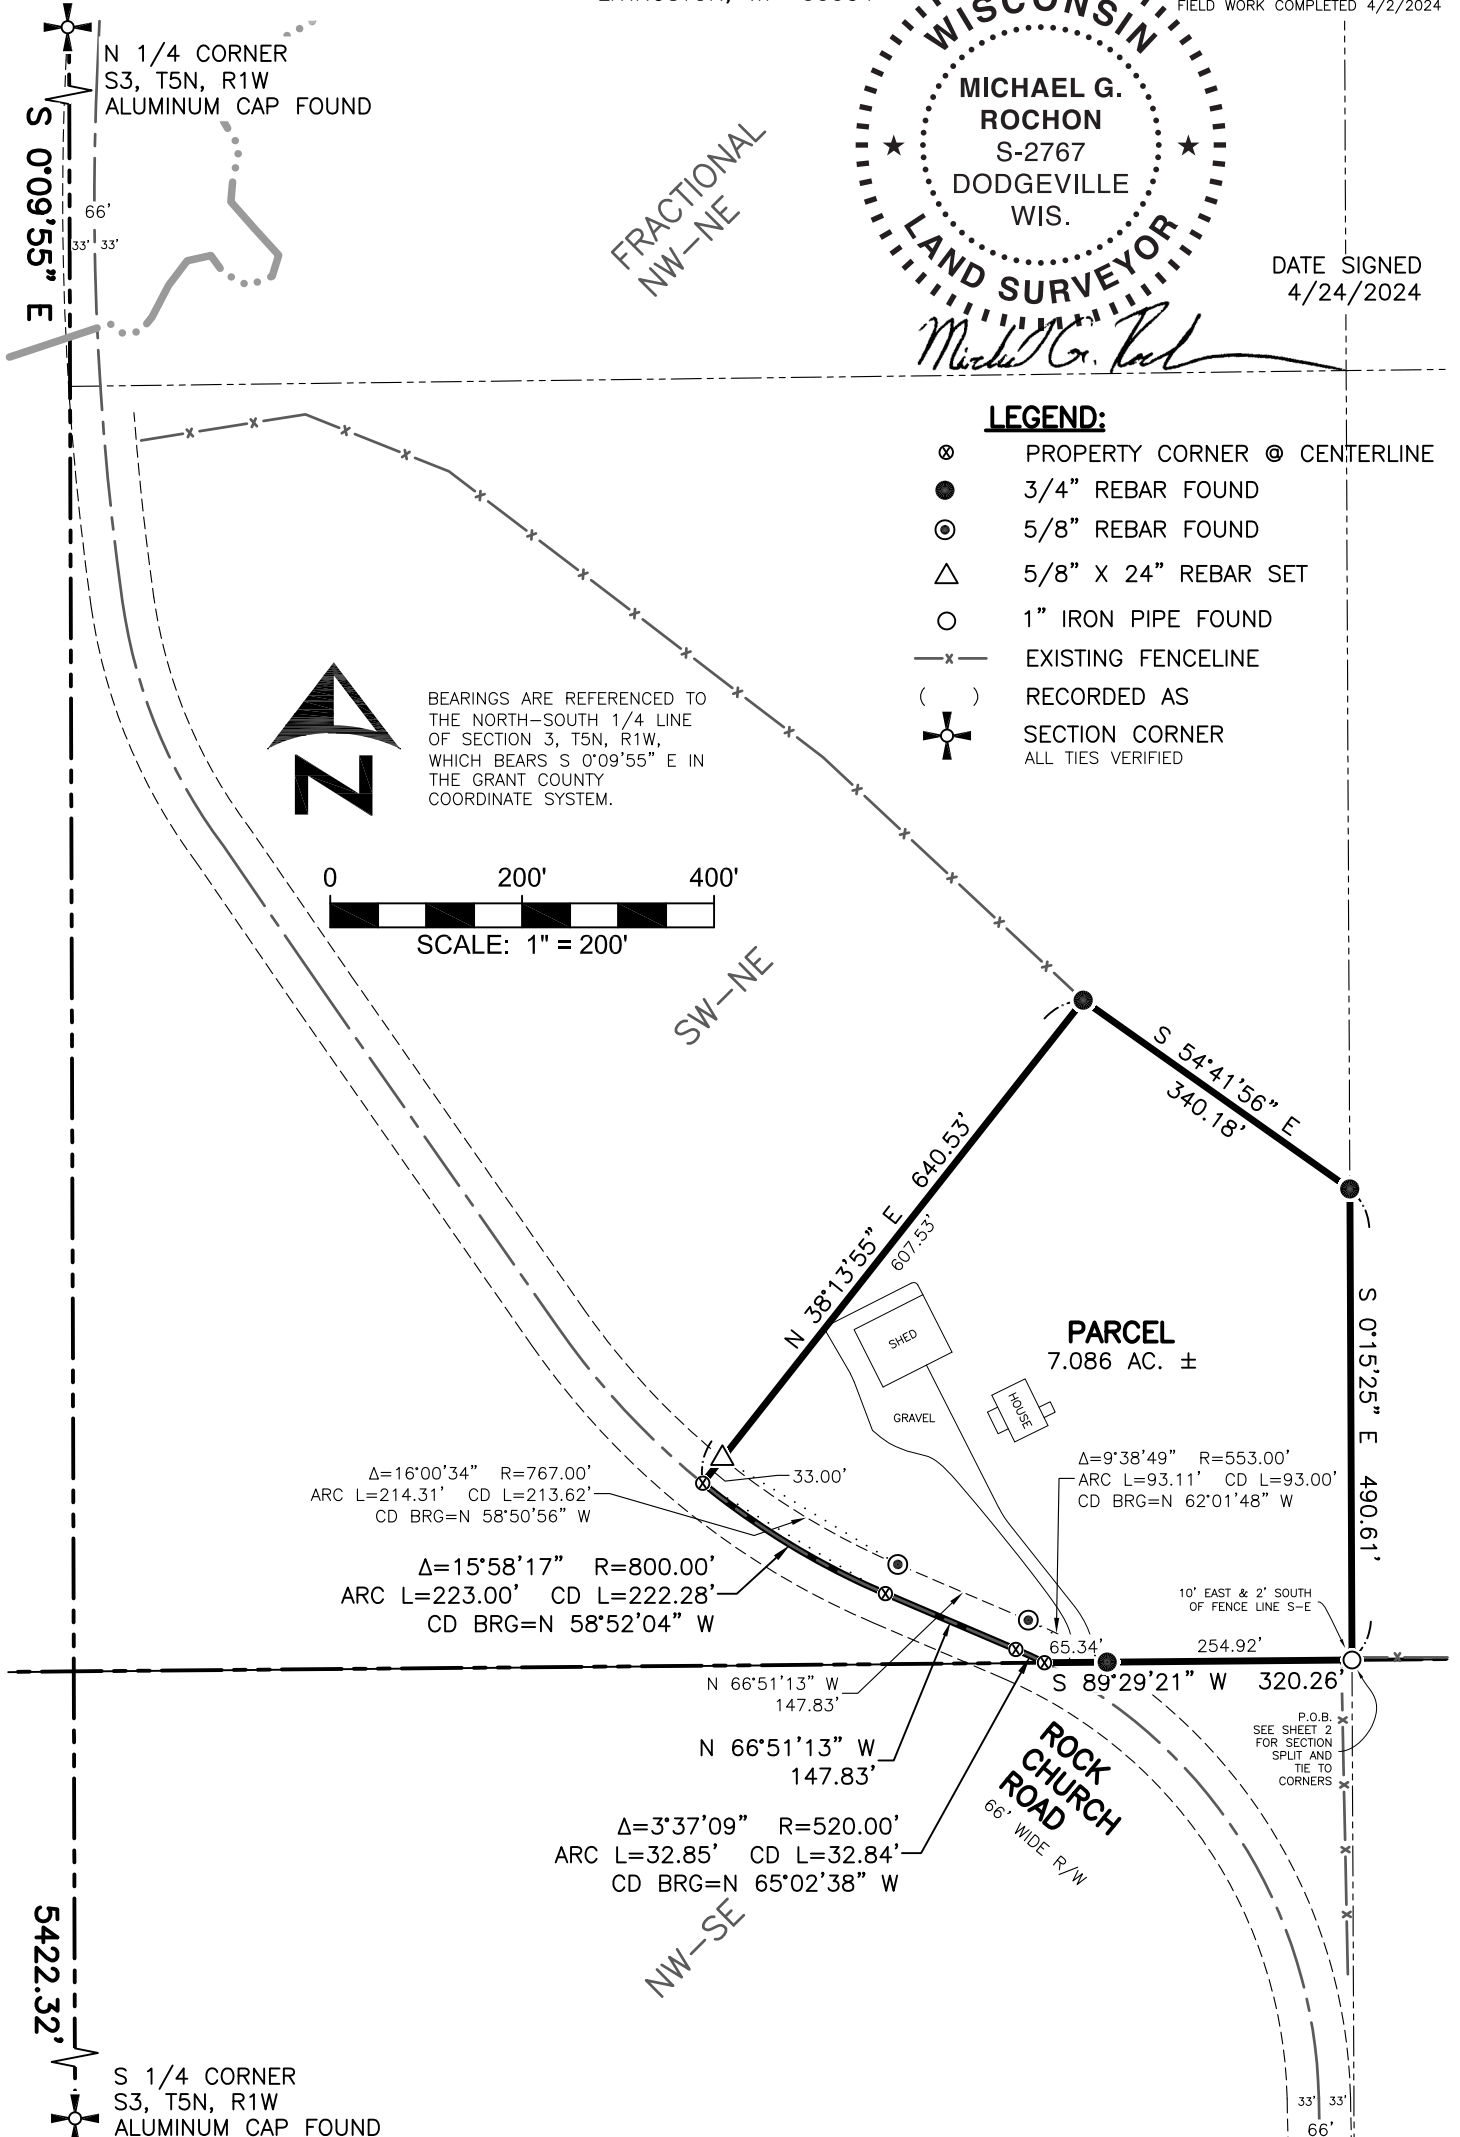 FIELD WORK COMPLETED 4/2/2024
N 1/4 CORNER
S3, T5N, R1W
ALUMINUM CAP FOUND
S 0°09'55" E
66'
33' 33'
FRACTIONAL
NW-NE
WISCONSIN
MICHAEL G.
ROCHON
S-2767
DODGEVILLE
WIS.
LAND SURVEYOR
DATE SIGNED
4/24/2024
LEGEND:
PROPERTY CORNER @ CENTERLINE
3/4" REBAR FOUND
5/8" REBAR FOUND
5/8" X 24" REBAR SET
1" IRON PIPE FOUND
EXISTING FENCELINE
( ) RECORDED AS
SECTION CORNER
ALL TIES VERIFIED
N
BEARINGS ARE REFERENCED TO
THE NORTH-SOUTH 1/4 LINE
OF SECTION 3, T5N, R1W,
WHICH BEARS S 0°09'55" E IN
THE GRANT COUNTY
COORDINATE SYSTEM.
0 200' 400'
SCALE: 1" = 200'
SW-NE
S 54°41'56" E
340.18'
N 38°13'55" E 640.53'
607.53'
SHED
HOUSE
GRAVEL
PARCEL
7.086 AC. ±
S 0°15'25" E 490.61'
33.00'
Δ=16°00'34" R=767.00'
ARC L=214.31' CD L=213.62'
CD BRG=N 58°50'56" W
Δ=9°38'49" R=553.00'
ARC L=93.11' CD L=93.00'
CD BRG=N 62°01'48" W
Δ=15°58'17" R=800.00'
ARC L=223.00' CD L=222.28'
CD BRG=N 58°52'04" W
10' EAST & 2' SOUTH
OF FENCE LINE S-E
65.34'
254.92'
S 89°29'21" W 320.26'
N 66°51'13" W
147.83'
N 66°51'13" W
147.83'
P.O.B.
SEE SHEET 2
FOR SECTION
SPLIT AND
TIE TO
CORNERS
ROCK
CHURCH
ROAD
66' WIDE R/W
Δ=3°37'09" R=520.00'
ARC L=32.85' CD L=32.84'
CD BRG=N 65°02'38" W
NW-SE
5422.32'
S 1/4 CORNER
S3, T5N, R1W
ALUMINUM CAP FOUND
33' 33'
66'